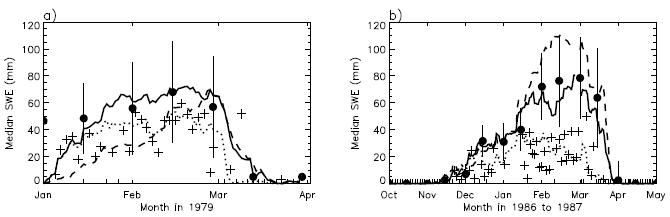 a)
120
100
80
60
40
20
0
Median SWE (mm)
Jan Feb Mar Apr
Month in 1979
b)
120
100
80
60
40
20
0
Median SWE (mm)
Oct Nov Dec Jan Feb Mar Apr May
Month in 1986 to 1987